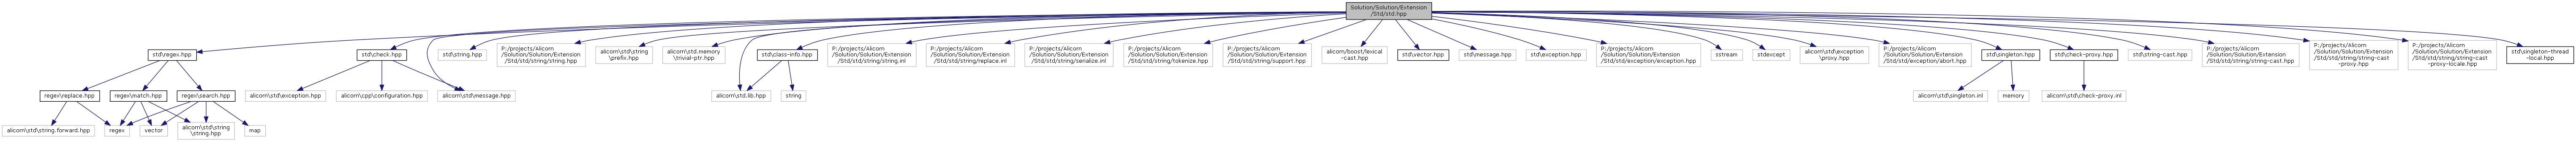 Solution/Solution/Extension
/Std/std.hpp
std\regex.hpp
std\check.hpp
std\string.hpp
P:/projects/Alicorn
/Solution/Solution/Extension
/Std/std/string/string.hpp
alicorn\std\string
\prefix.hpp
alicorn\std.memory
\trivial-ptr.hpp
std\class-info.hpp
P:/projects/Alicorn
/Solution/Solution/Extension
/Std/std/string/string.inl
P:/projects/Alicorn
/Solution/Solution/Extension
/Std/std/string/replace.inl
P:/projects/Alicorn
/Solution/Solution/Extension
/Std/std/string/serialize.inl
P:/projects/Alicorn
/Solution/Solution/Extension
/Std/std/string/tokenize.hpp
P:/projects/Alicorn
/Solution/Solution/Extension
/Std/std/string/support.hpp
alicorn/boost/lexical
-cast.hpp
std\vector.hpp
std\message.hpp
std\exception.hpp
P:/projects/Alicorn
/Solution/Solution/Extension
/Std/std/exception/exception.hpp
sstream
stdexcept
alicorn\std\exception
\proxy.hpp
P:/projects/Alicorn
/Solution/Solution/Extension
/Std/std/exception/abort.hpp
std\singleton.hpp
std\check-proxy.hpp
std\string-cast.hpp
P:/projects/Alicorn
/Solution/Solution/Extension
/Std/std/string/string-cast.hpp
P:/projects/Alicorn
/Solution/Solution/Extension
/Std/std/string/string-cast
-proxy.hpp
P:/projects/Alicorn
/Solution/Solution/Extension
/Std/std/string/string-cast
-proxy-locale.hpp
std\singleton-thread
-local.hpp
regex\replace.hpp
regex\match.hpp
regex\search.hpp
alicorn\std\exception.hpp
alicorn\cpp\configuration.hpp
alicorn\std\message.hpp
alicorn\std.lib.hpp
string
alicorn\std\singleton.inl
memory
alicorn\std\check-proxy.inl
alicorn\std\string.forward.hpp
regex
vector
alicorn\std\string
\string.hpp
map